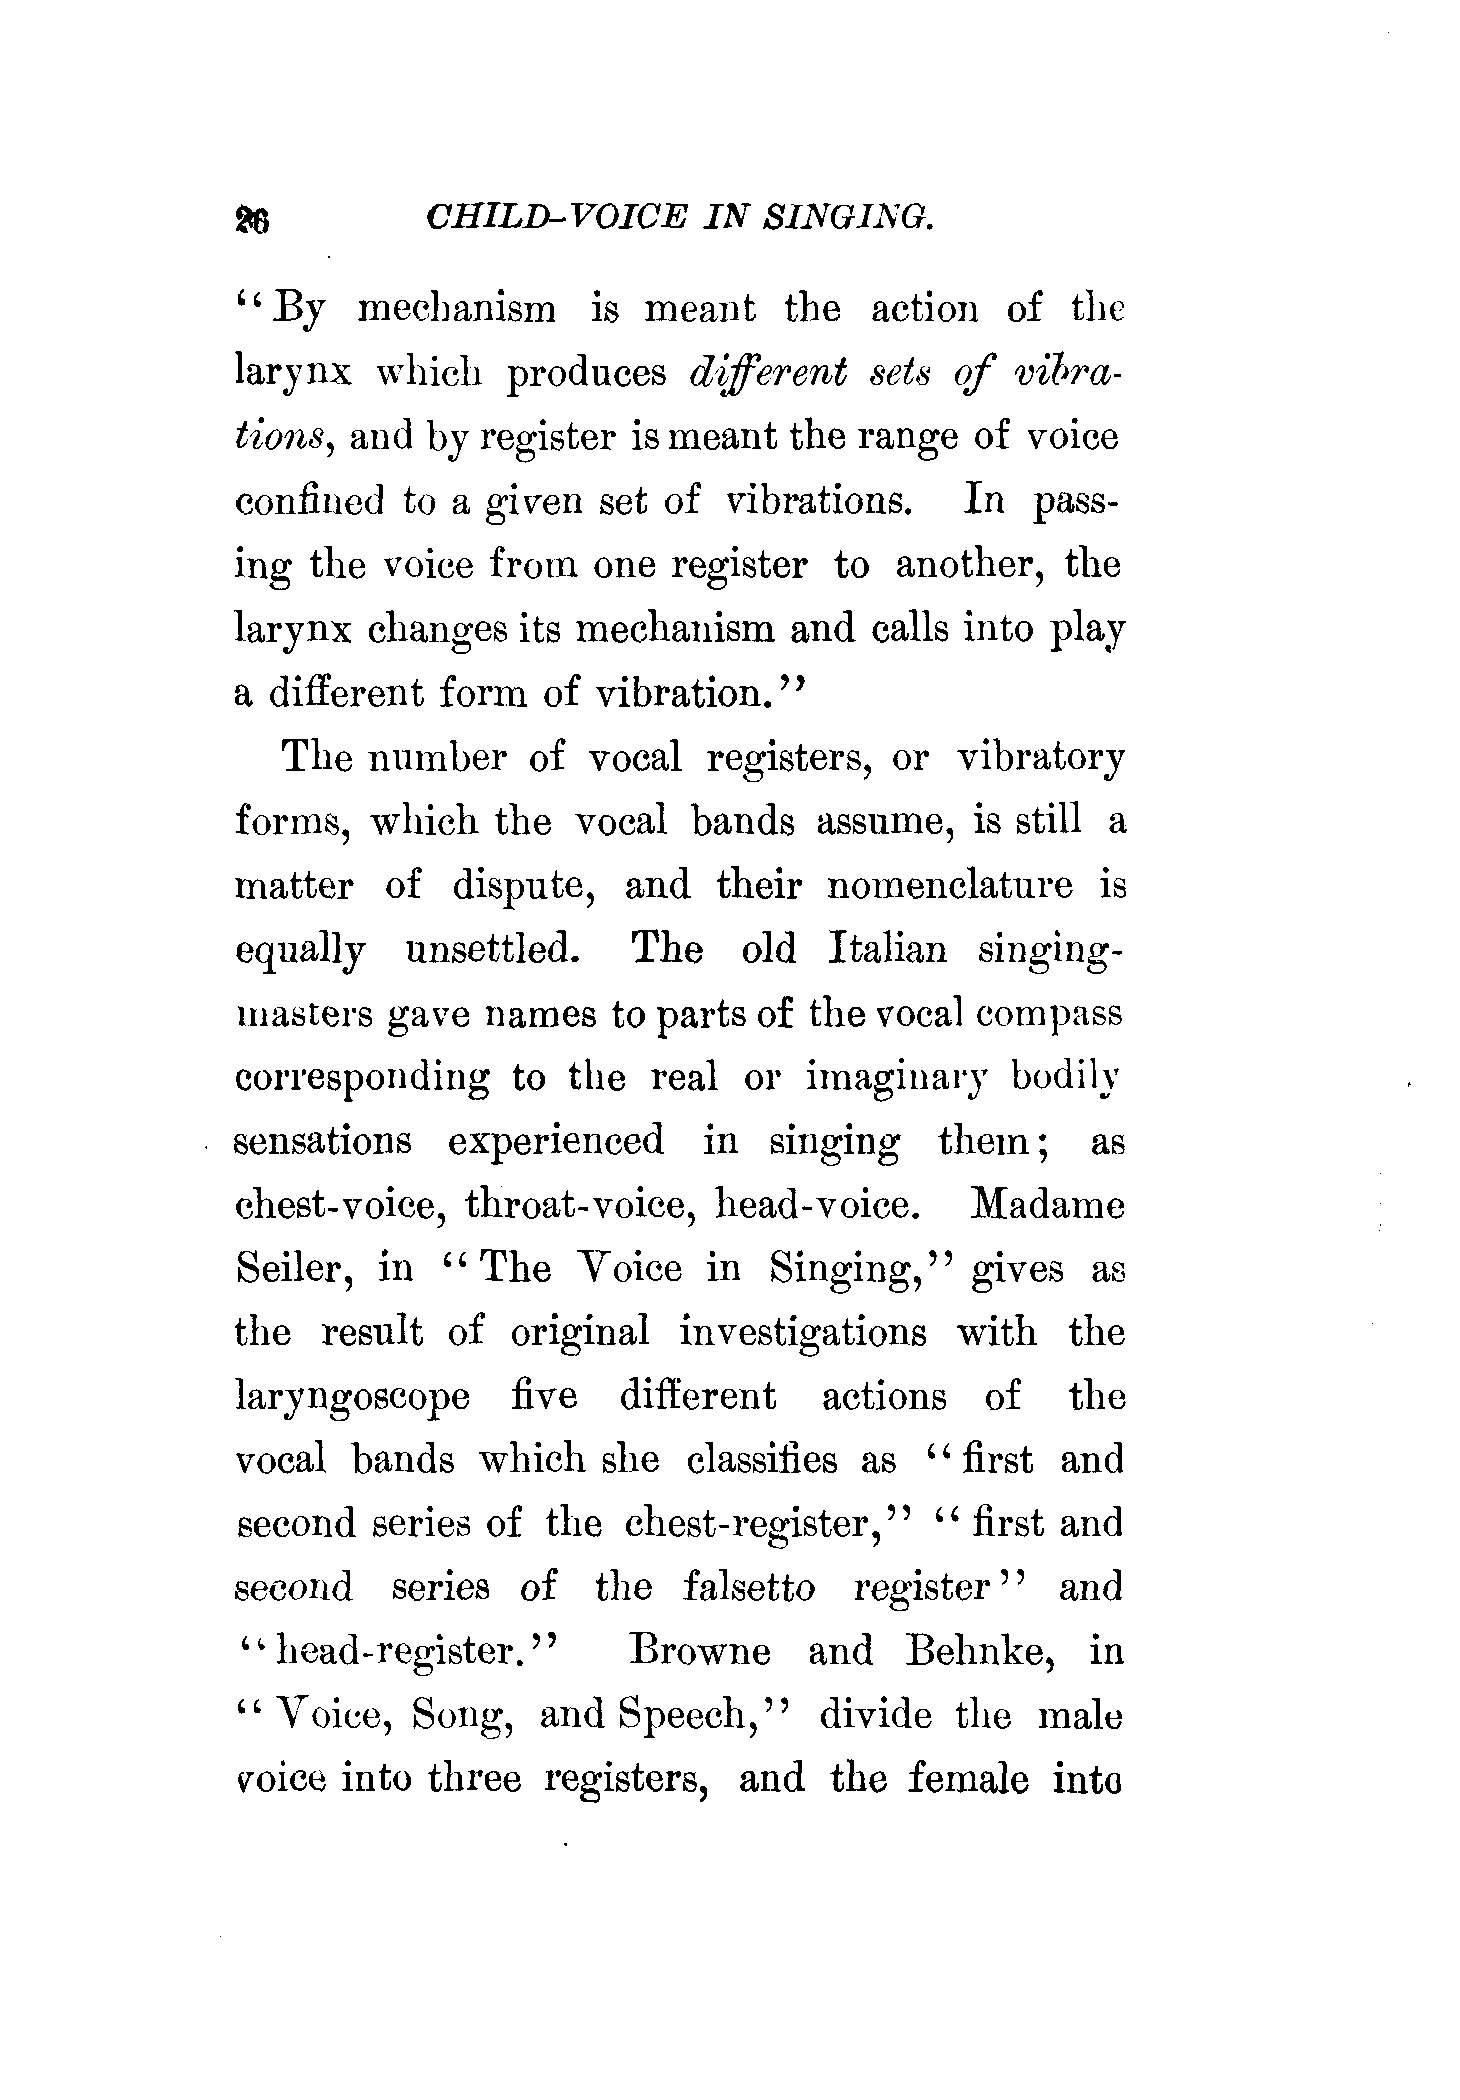 26 CHILD-VOICE IN SINGING.
"By mechanism is meant the action of the
larynx which produces different sets of vibra-
tions, and by register is meant the range of voice
confined to a given set of vibrations. In pass-
ing the voice from one register to another, the
larynx changes its mechanism and calls into play
a different form of vibration."
The number of vocal registers, or vibratory
forms, which the vocal bands assume, is still a
matter of dispute, and their nomenclature is
equally unsettled. The old Italian singing-
masters gave names to parts of the vocal compass
corresponding to the real or imaginary bodily
sensations experienced in singing them; as
chest-voice, throat-voice, head-voice. Madame
Seiler, in "The Voice in Singing," gives as
the result of original investigations with the
laryngoscope five different actions of the
vocal bands which she classifies as "first and
second series of the chest-register," "first and
second series of the falsetto register" and
"head-register." Browne and Behnke, in
"Voice, Song, and Speech," divide the male
voice into three registers, and the female into